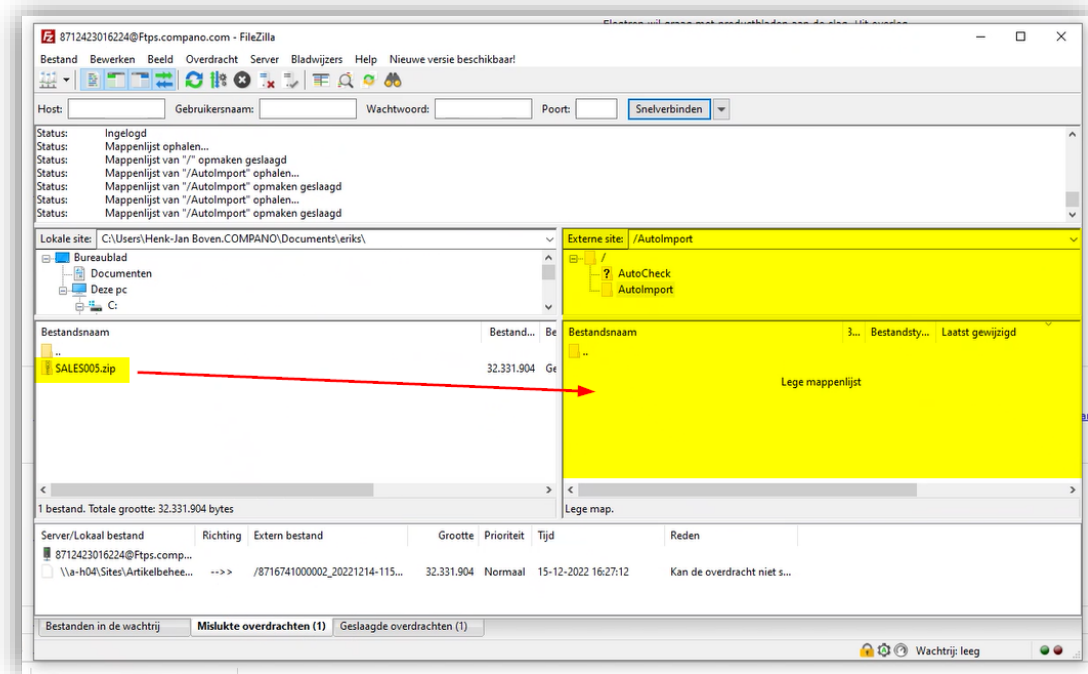 8712423016224@Ftps.compano.com - FileZilla
Bestand Bewerken Beeld Overdracht Server Bladwijzers Help Nieuwe versie beschikbaar!
Host: Gebruikersnaam: Wachtwoord: Poort: Snelverbinden
Status: Ingelogd
Status: Mappenlijst ophalen...
Status: Mappenlijst van "/" opmaken geslaagd
Status: Mappenlijst van "/AutoImport" ophalen...
Status: Mappenlijst van "/AutoImport" opmaken geslaagd
Status: Mappenlijst van "/AutoImport" ophalen...
Status: Mappenlijst van "/AutoImport" opmaken geslaagd
Lokale site: C:\Users\Henk-Jan Boven.COMPANO\Documents\eriks\
Bureaublad
Documenten
Deze pc
C:
Externe site: /AutoImport
/
AutoCheck
AutoImport
Bestandsnaam Bestand... Be
..
SALES005.zip 32.331.904 Ge
1 bestand. Totale grootte: 32.331.904 bytes
Bestandsnaam 3... Bestandsty... Laatst gewijzigd
..
Lege mappenlijst
Lege map.
Server/Lokaal bestand Richting Extern bestand Grootte Prioriteit Tijd Reden
8712423016224@Ftps.comp...
\\a-h04\Sites\Artikelbehee... -->> /8716741000002_20221214-115... 32.331.904 Normaal 15-12-2022 16:27:12 Kan de overdracht niet s...
Bestanden in de wachtrij Mislukte overdrachten (1) Geslaagde overdrachten (1)
Wachtrij: leeg